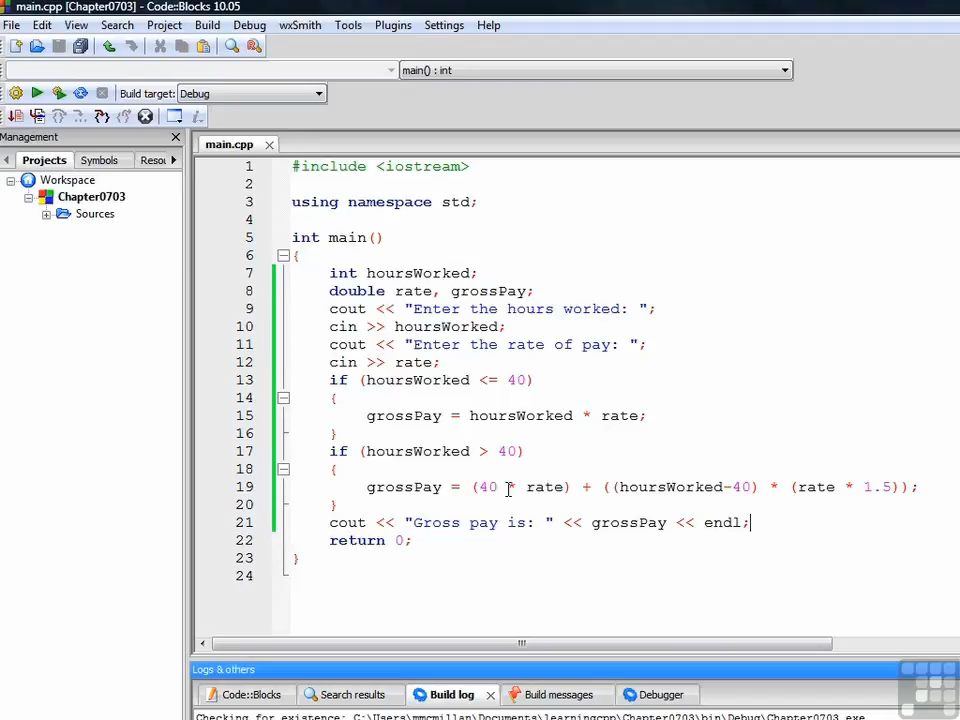 main.cpp [Chapter0703] - Code::Blocks 10.05
File Edit View Search Project Build Debug wxSmith Tools Plugins Settings Help
main() : int
Build target: Debug
Management
main.cpp
Projects Symbols Resou
Workspace
Chapter0703
Sources
1 #include <iostream>
2
3 using namespace std;
4
5 int main()
6 {
7 int hoursWorked;
8 double rate, grossPay;
9 cout << "Enter the hours worked: ";
10 cin >> hoursWorked;
11 cout << "Enter the rate of pay: ";
12 cin >> rate;
13 if (hoursWorked <= 40)
14 {
15 grossPay = hoursWorked * rate;
16 }
17 if (hoursWorked > 40)
18 {
19 grossPay = (40 * rate) + ((hoursWorked-40) * (rate * 1.5));
20 }
21 cout << "Gross pay is: " << grossPay << endl;
22 return 0;
23 }
24
Logs & others
Code::Blocks Search results Build log Build messages Debugger
Checking for existence: C:\Users\mmcmillan\Documents\learningcpp\Chapter0703\bin\Debug\Chapter0703.exe